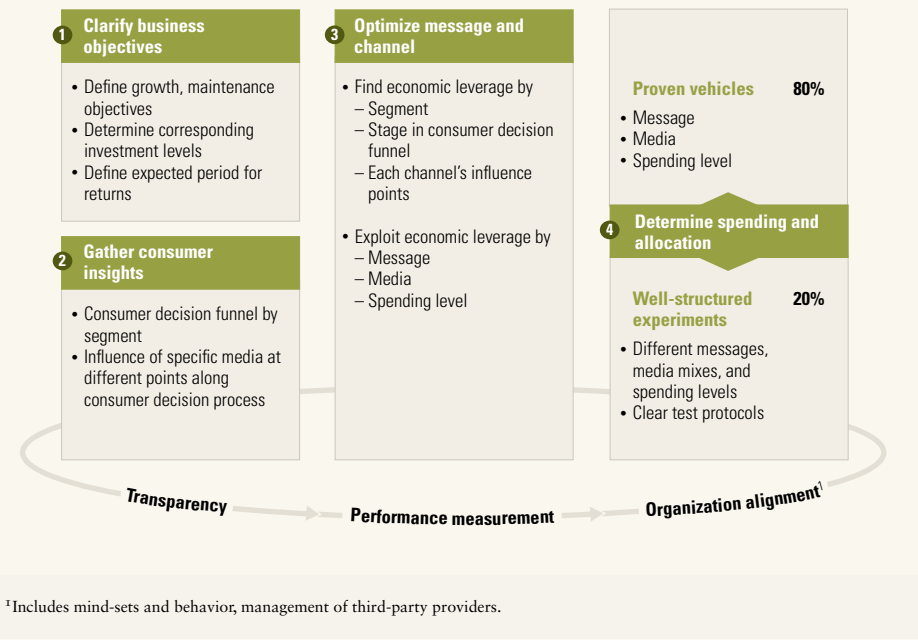 1 Clarify business
objectives
• Define growth, maintenance
objectives
• Determine corresponding
investment levels
• Define expected period for
returns
2 Gather consumer
insights
• Consumer decision funnel by
segment
• Influence of specific media at
different points along
consumer decision process
3 Optimize message and
channel
• Find economic leverage by
– Segment
– Stage in consumer decision
funnel
– Each channel's influence
points
• Exploit economic leverage by
– Message
– Media
– Spending level
Proven vehicles 80%
• Message
• Media
• Spending level
4 Determine spending and
allocation
Well-structured 20%
experiments
• Different messages,
media mixes, and
spending levels
• Clear test protocols
Transparency
Performance measurement
Organization alignment¹
¹Includes mind-sets and behavior, management of third-party providers.